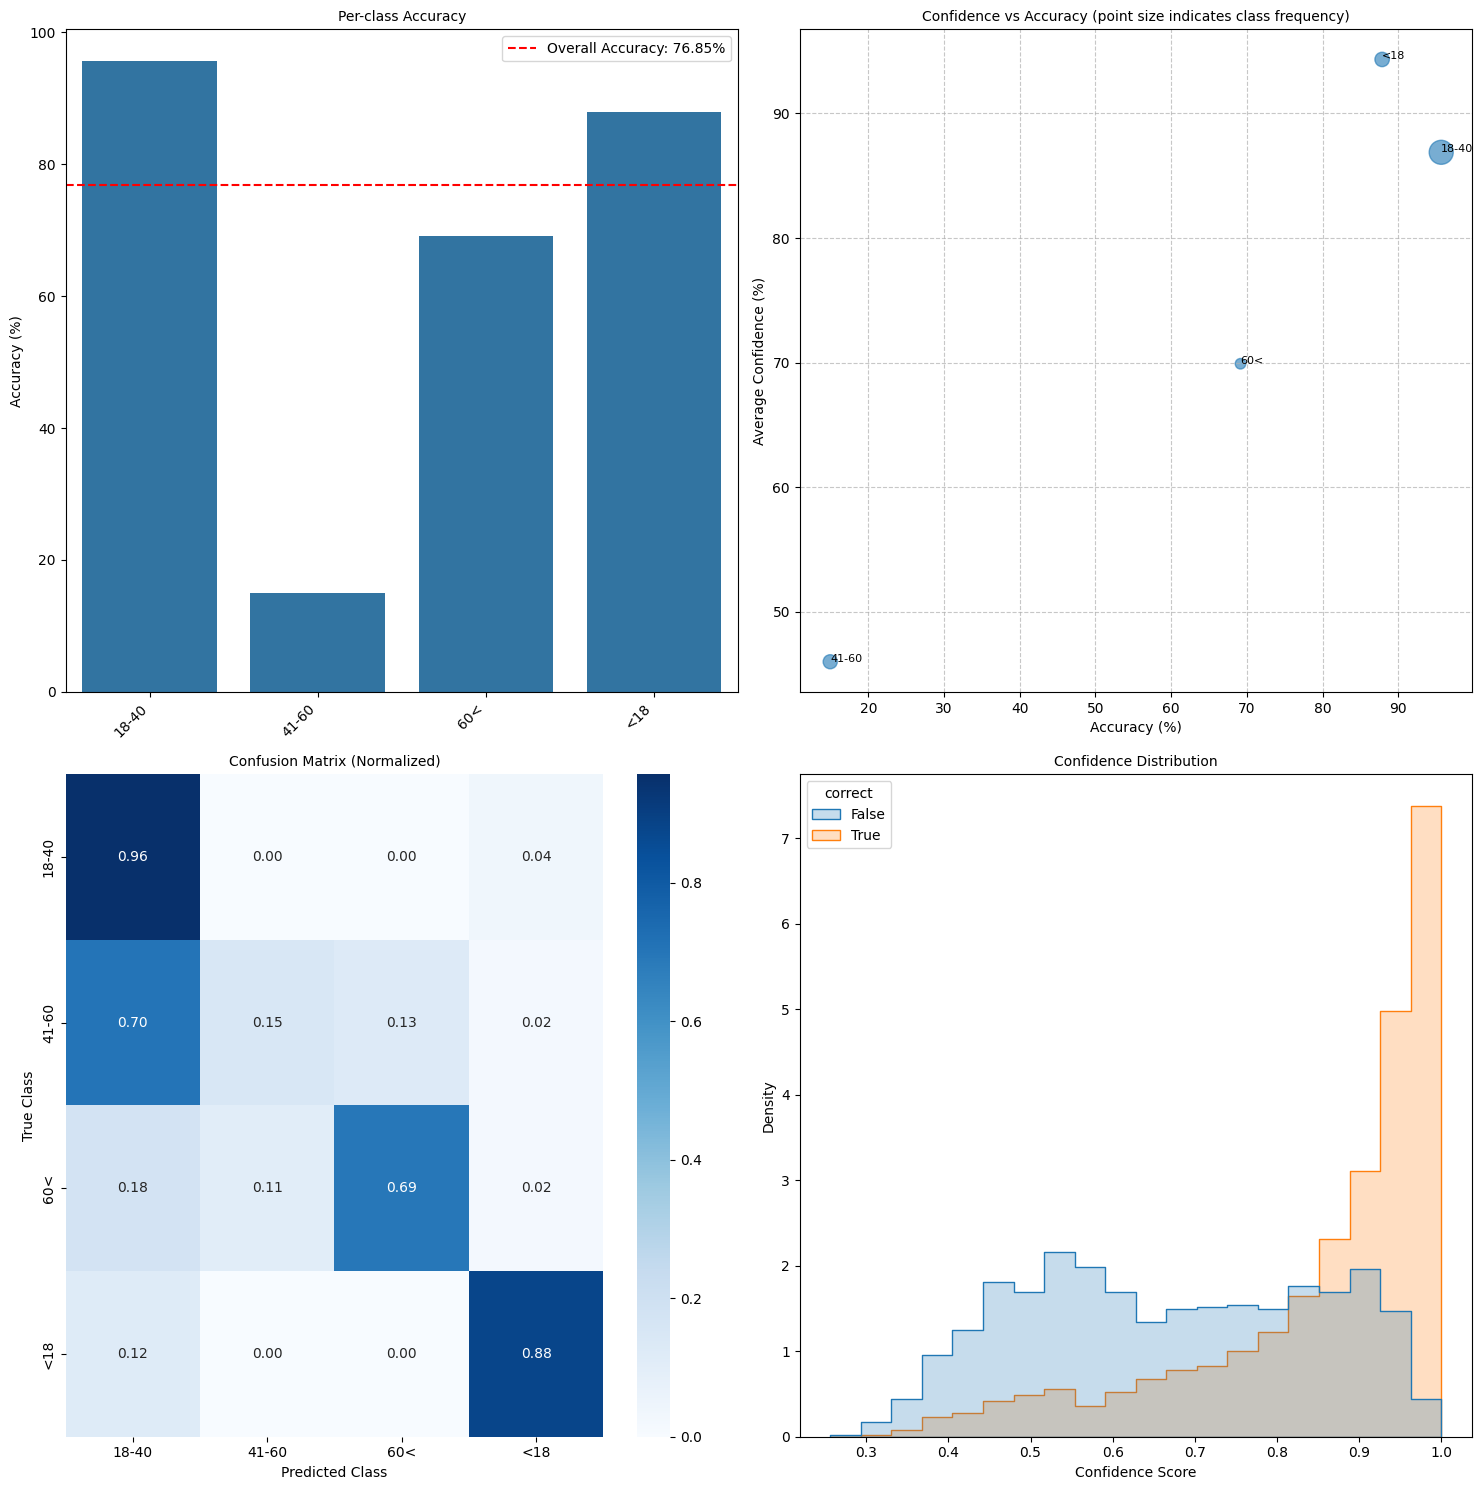 Per-class Accuracy
Overall Accuracy: 76.85%
100
80
60
40
20
0
Accuracy (%)
18-40
41-60
60<
<18
Confidence vs Accuracy (point size indicates class frequency)
<18
18-40
60<
41-60
90
80
70
60
50
Average Confidence (%)
20 30 40 50 60 70 80 90
Accuracy (%)
Confusion Matrix (Normalized)
18-40 0.96 0.00 0.00 0.04
41-60 0.70 0.15 0.13 0.02
60< 0.18 0.11 0.69 0.02
<18 0.12 0.00 0.00 0.88
True Class
18-40 41-60 60< <18
Predicted Class
0.8
0.6
0.4
0.2
0.0
Confidence Distribution
correct
False
True
7
6
5
4
3
2
1
0
Density
0.3 0.4 0.5 0.6 0.7 0.8 0.9 1.0
Confidence Score